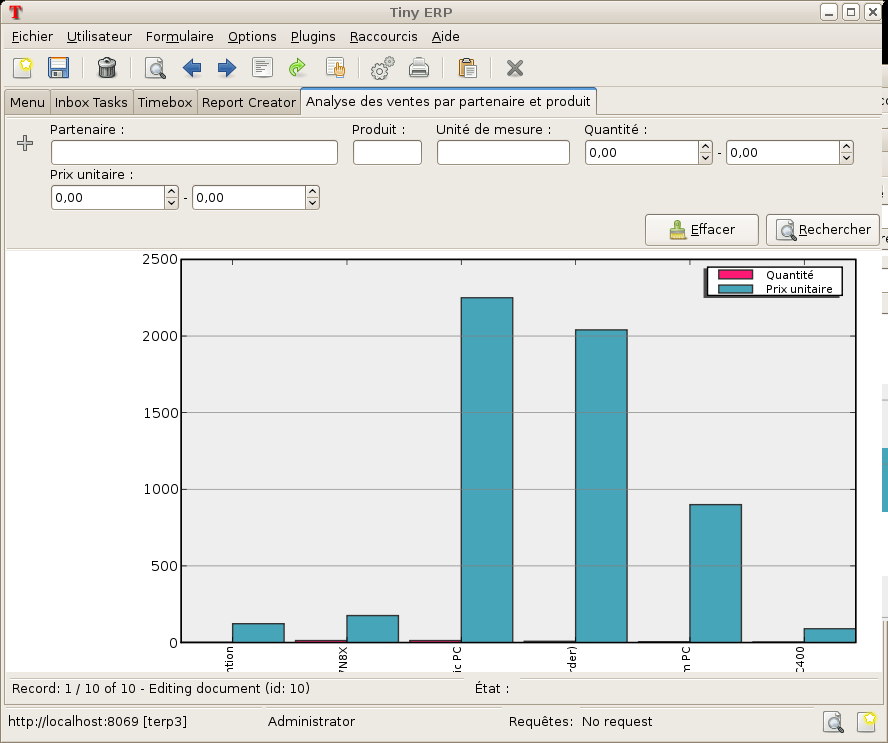 Tiny ERP
Fichier Utilisateur Formulaire Options Plugins Raccourcis Aide
Menu Inbox Tasks Timebox Report Creator Analyse des ventes par partenaire et produit
Partenaire : Produit : Unité de mesure : Quantité :
0,00 - 0,00
Prix unitaire :
0,00 - 0,00
Effacer Rechercher
2500
Quantité
Prix unitaire
2000
1500
1000
500
0
ntion 7N8X ic PC rder) m PC C400
Record: 1 / 10 of 10 - Editing document (id: 10) État :
http://localhost:8069 [terp3] Administrator Requêtes: No request